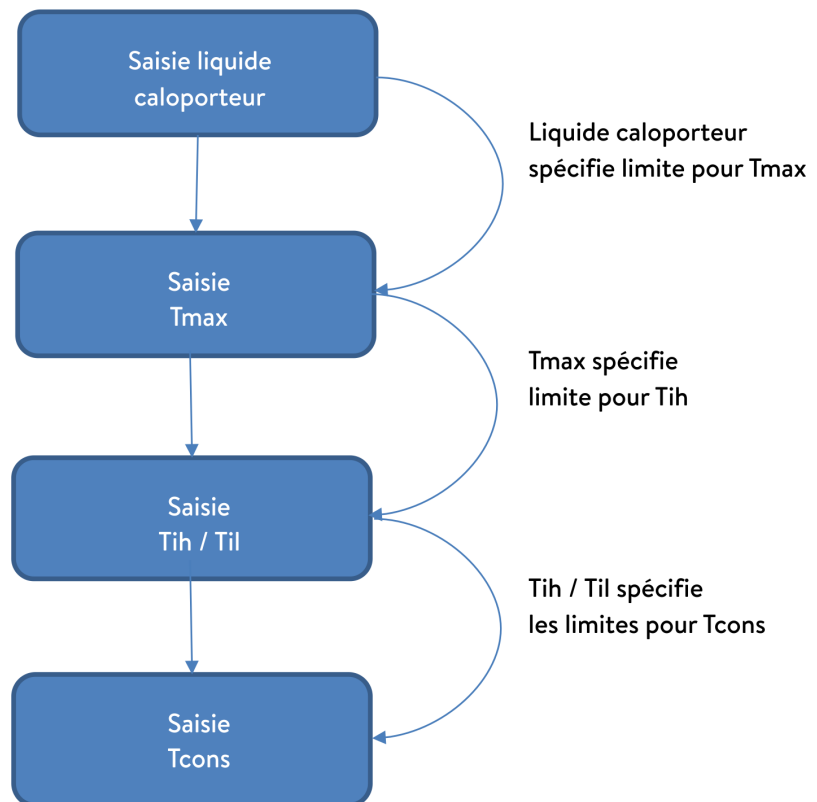 Saisie liquide
caloporteur
Liquide caloporteur
spécifie limite pour Tmax
Saisie
Tmax
Tmax spécifie
limite pour Tih
Saisie
Tih / Til
Tih / Til spécifie
les limites pour Tcons
Saisie
Tcons